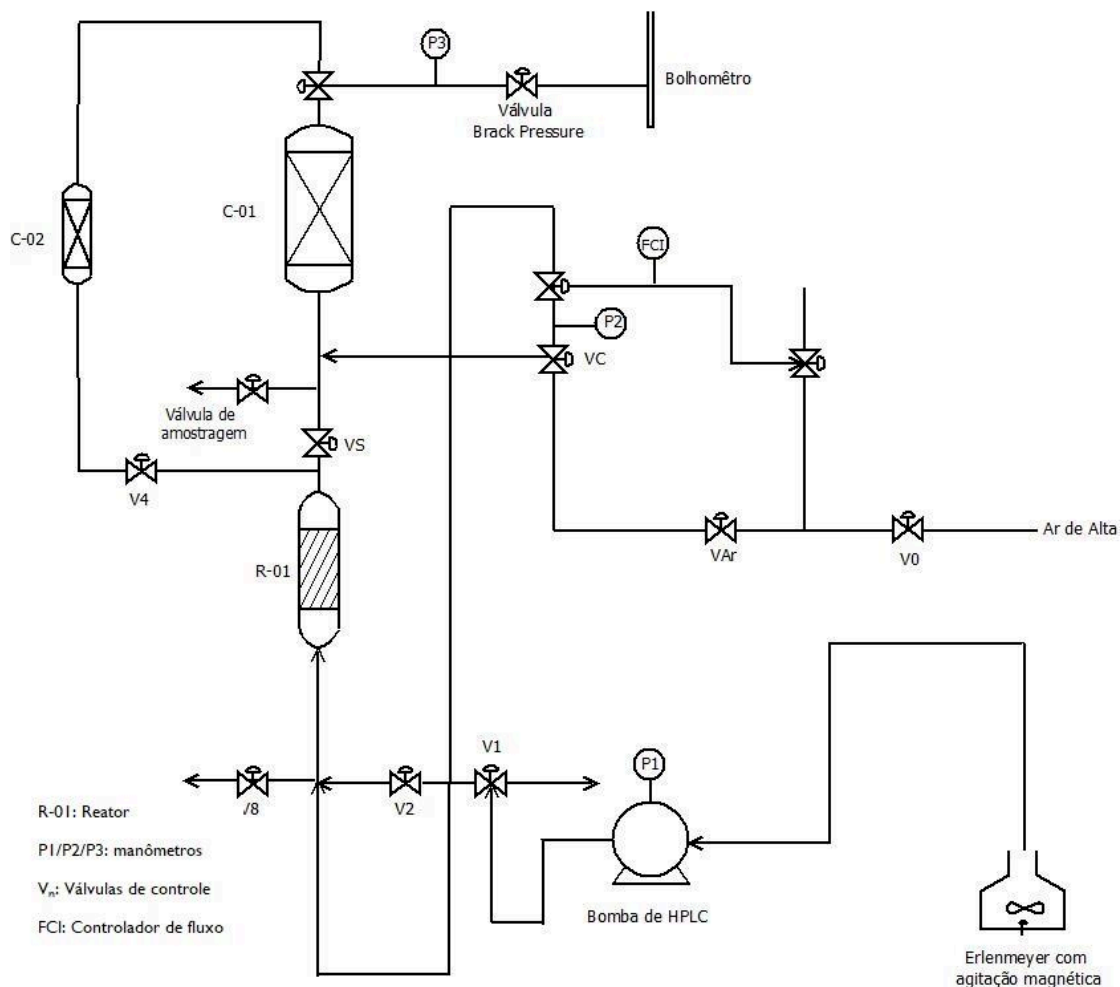 P3
Bolhomêtro
Válvula
Brack Pressure
C-01
C-02
FCI
P2
VC
Válvula de
amostragem
VS
V4
Ar de Alta
VAr
V0
R-01
V1
P1
/8
V2
R-01: Reator
P1/P2/P3: manômetros
Vₙ: Válvulas de controle
FCI: Controlador de fluxo
Bomba de HPLC
Erlenmeyer com
agitação magnética